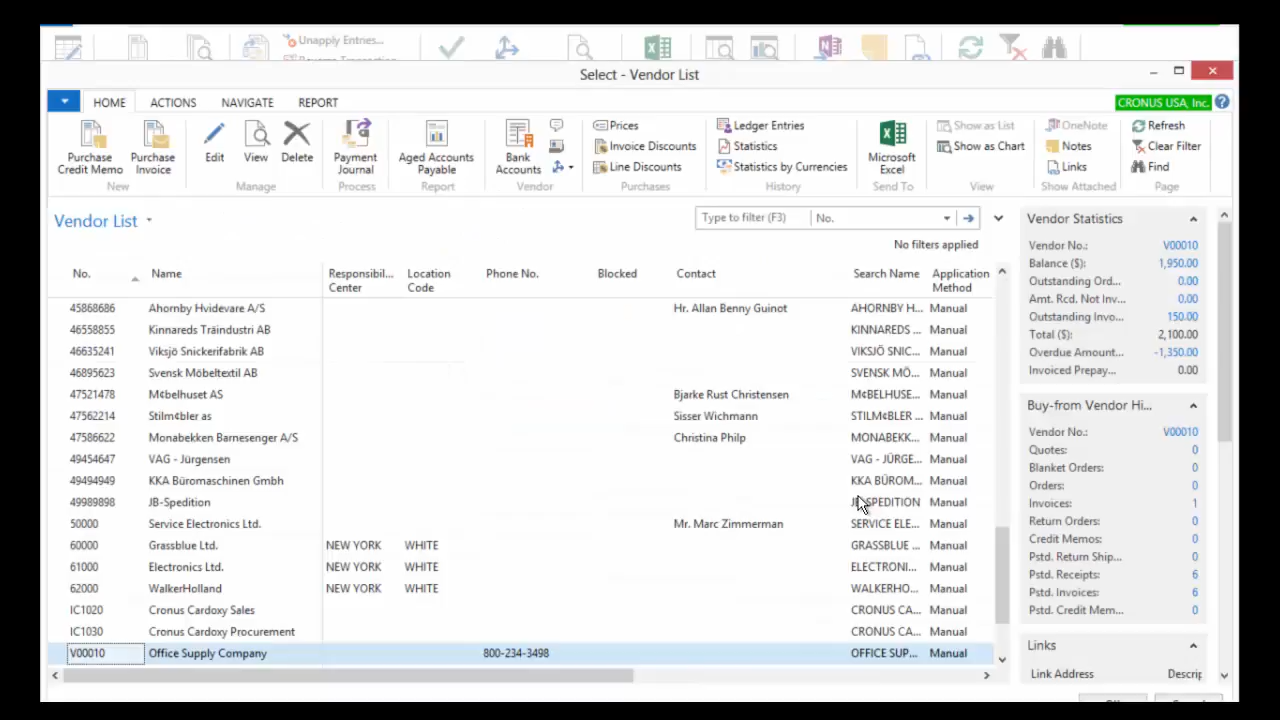 Unapply Entries...
Select - Vendor List
HOME ACTIONS NAVIGATE REPORT
CRONUS USA, Inc.
Purchase Credit Memo
Purchase Invoice
New
Edit
View
Delete
Manage
Payment Journal
Process
Aged Accounts Payable
Report
Bank Accounts
Vendor
Prices
Invoice Discounts
Line Discounts
Purchases
Ledger Entries
Statistics
Statistics by Currencies
History
Microsoft Excel
Send To
Show as List
Show as Chart
View
OneNote
Notes
Links
Show Attached
Refresh
Clear Filter
Find
Page
Vendor List
Type to filter (F3) No.
No filters applied
No. Name Responsibil... Center Location Code Phone No. Blocked Contact Search Name Application Method
45868686 Ahornby Hvidevare A/S Hr. Allan Benny Guinot AHORNBY H... Manual
46558855 Kinnareds Träindustri AB KINNAREDS ... Manual
46635241 Viksjö Snickerifabrik AB VIKSJÖ SNIC... Manual
46895623 Svensk Möbeltextil AB SVENSK MÖ... Manual
47521478 M¢belhuset AS Bjarke Rust Christensen M¢BELHUSE... Manual
47562214 Stilm¢bler as Sisser Wichmann STILM¢BLER ... Manual
47586622 Monabekken Barnesenger A/S Christina Philp MONABEKK... Manual
49454647 VAG - Jürgensen VAG - JÜRGE... Manual
49494949 KKA Büromaschinen Gmbh KKA BÜROM... Manual
49989898 JB-Spedition JB-SPEDITION Manual
50000 Service Electronics Ltd. Mr. Marc Zimmerman SERVICE ELE... Manual
60000 Grassblue Ltd. NEW YORK WHITE GRASSBLUE ... Manual
61000 Electronics Ltd. NEW YORK WHITE ELECTRONI... Manual
62000 WalkerHolland NEW YORK WHITE WALKERHO... Manual
IC1020 Cronus Cardoxy Sales CRONUS CA... Manual
IC1030 Cronus Cardoxy Procurement CRONUS CA... Manual
V00010 Office Supply Company 800-234-3498 OFFICE SUP... Manual
Vendor Statistics
Vendor No.: V00010
Balance ($): 1,950.00
Outstanding Ord... 0.00
Amt. Rcd. Not Inv... 0.00
Outstanding Invo... 150.00
Total ($): 2,100.00
Overdue Amount... -1,350.00
Invoiced Prepay... 0.00
Buy-from Vendor Hi...
Vendor No.: V00010
Quotes: 0
Blanket Orders: 0
Orders: 0
Invoices: 1
Return Orders: 0
Credit Memos: 0
Pstd. Return Ship... 0
Pstd. Receipts: 6
Pstd. Invoices: 6
Pstd. Credit Mem... 0
Links
Link Address Descrip